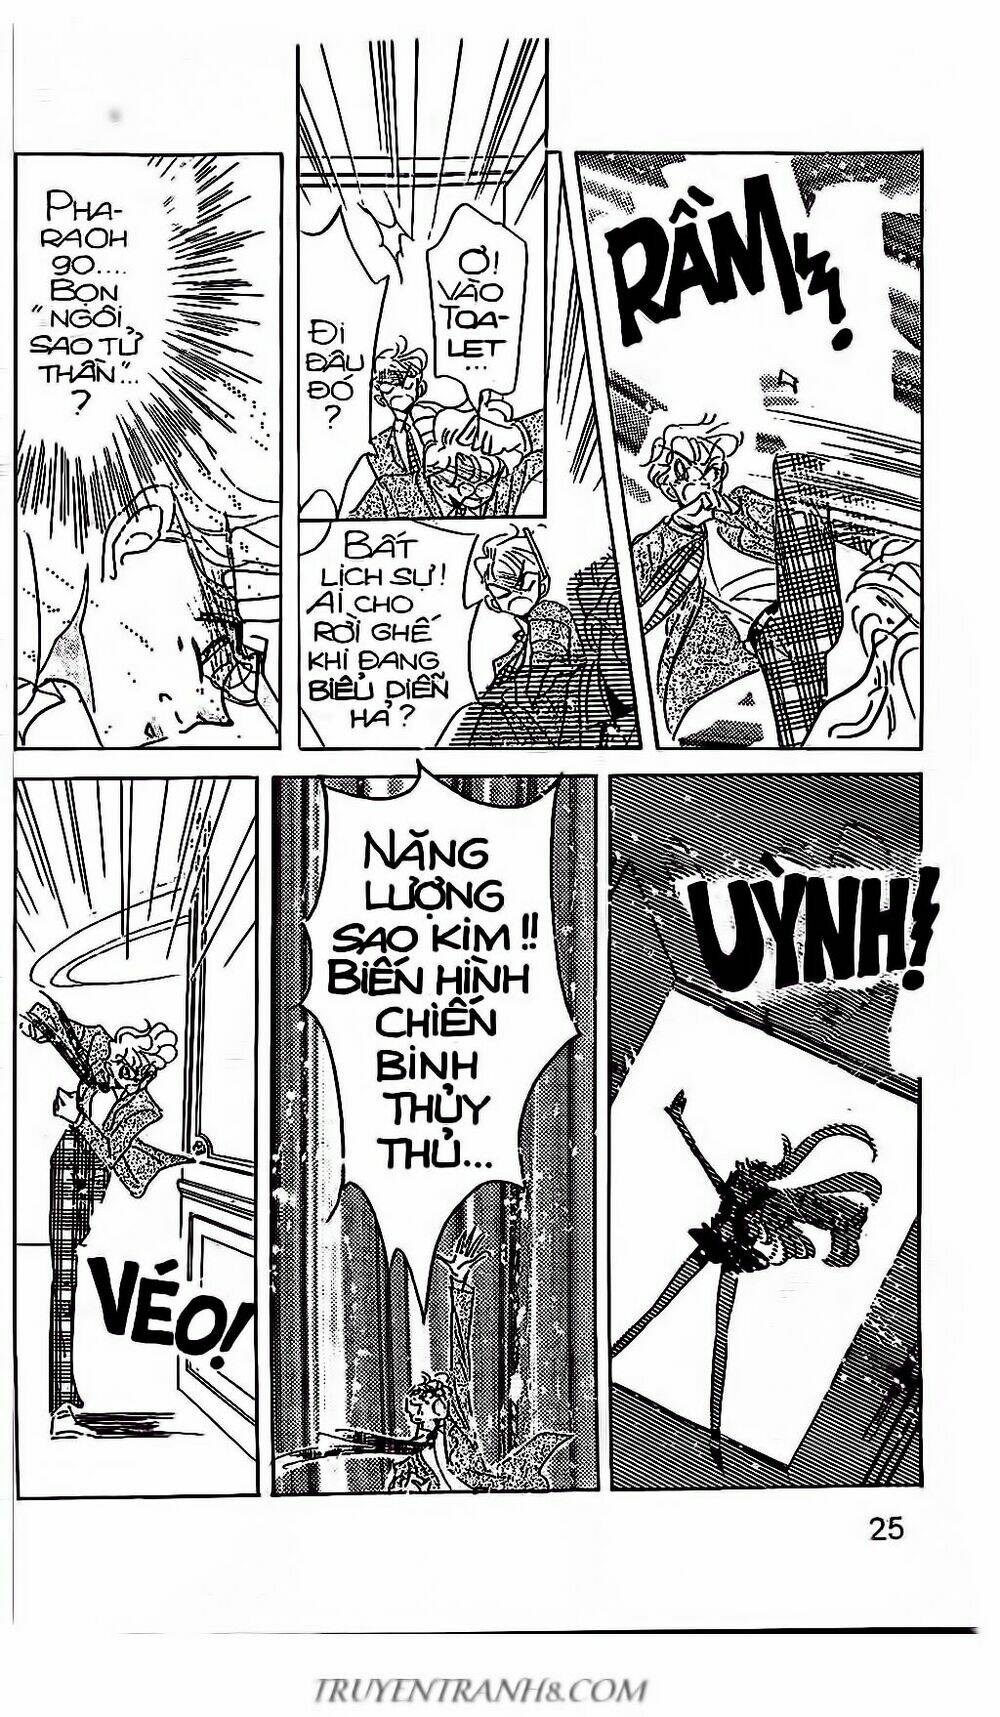 PHA-
RAOH
90....
BỌN
"NGÔI
SAO TỬ
THẦN"...
?
ĐI
ĐÂU
ĐÓ
?
Ơ!
VÀO
TOA-
LET
...
BẤT
LỊCH SỰ!
AI CHO
RỜI GHẾ
KHI ĐANG
BIỂU DIỄN
HẢ?
RẦM!
VÉO!
NĂNG
LƯỢNG
SAO KIM!!
BIẾN HÌNH
CHIẾN
BINH
THỦY
THỦ...
UỲNH!
25
TRUYENTRANH8.COM